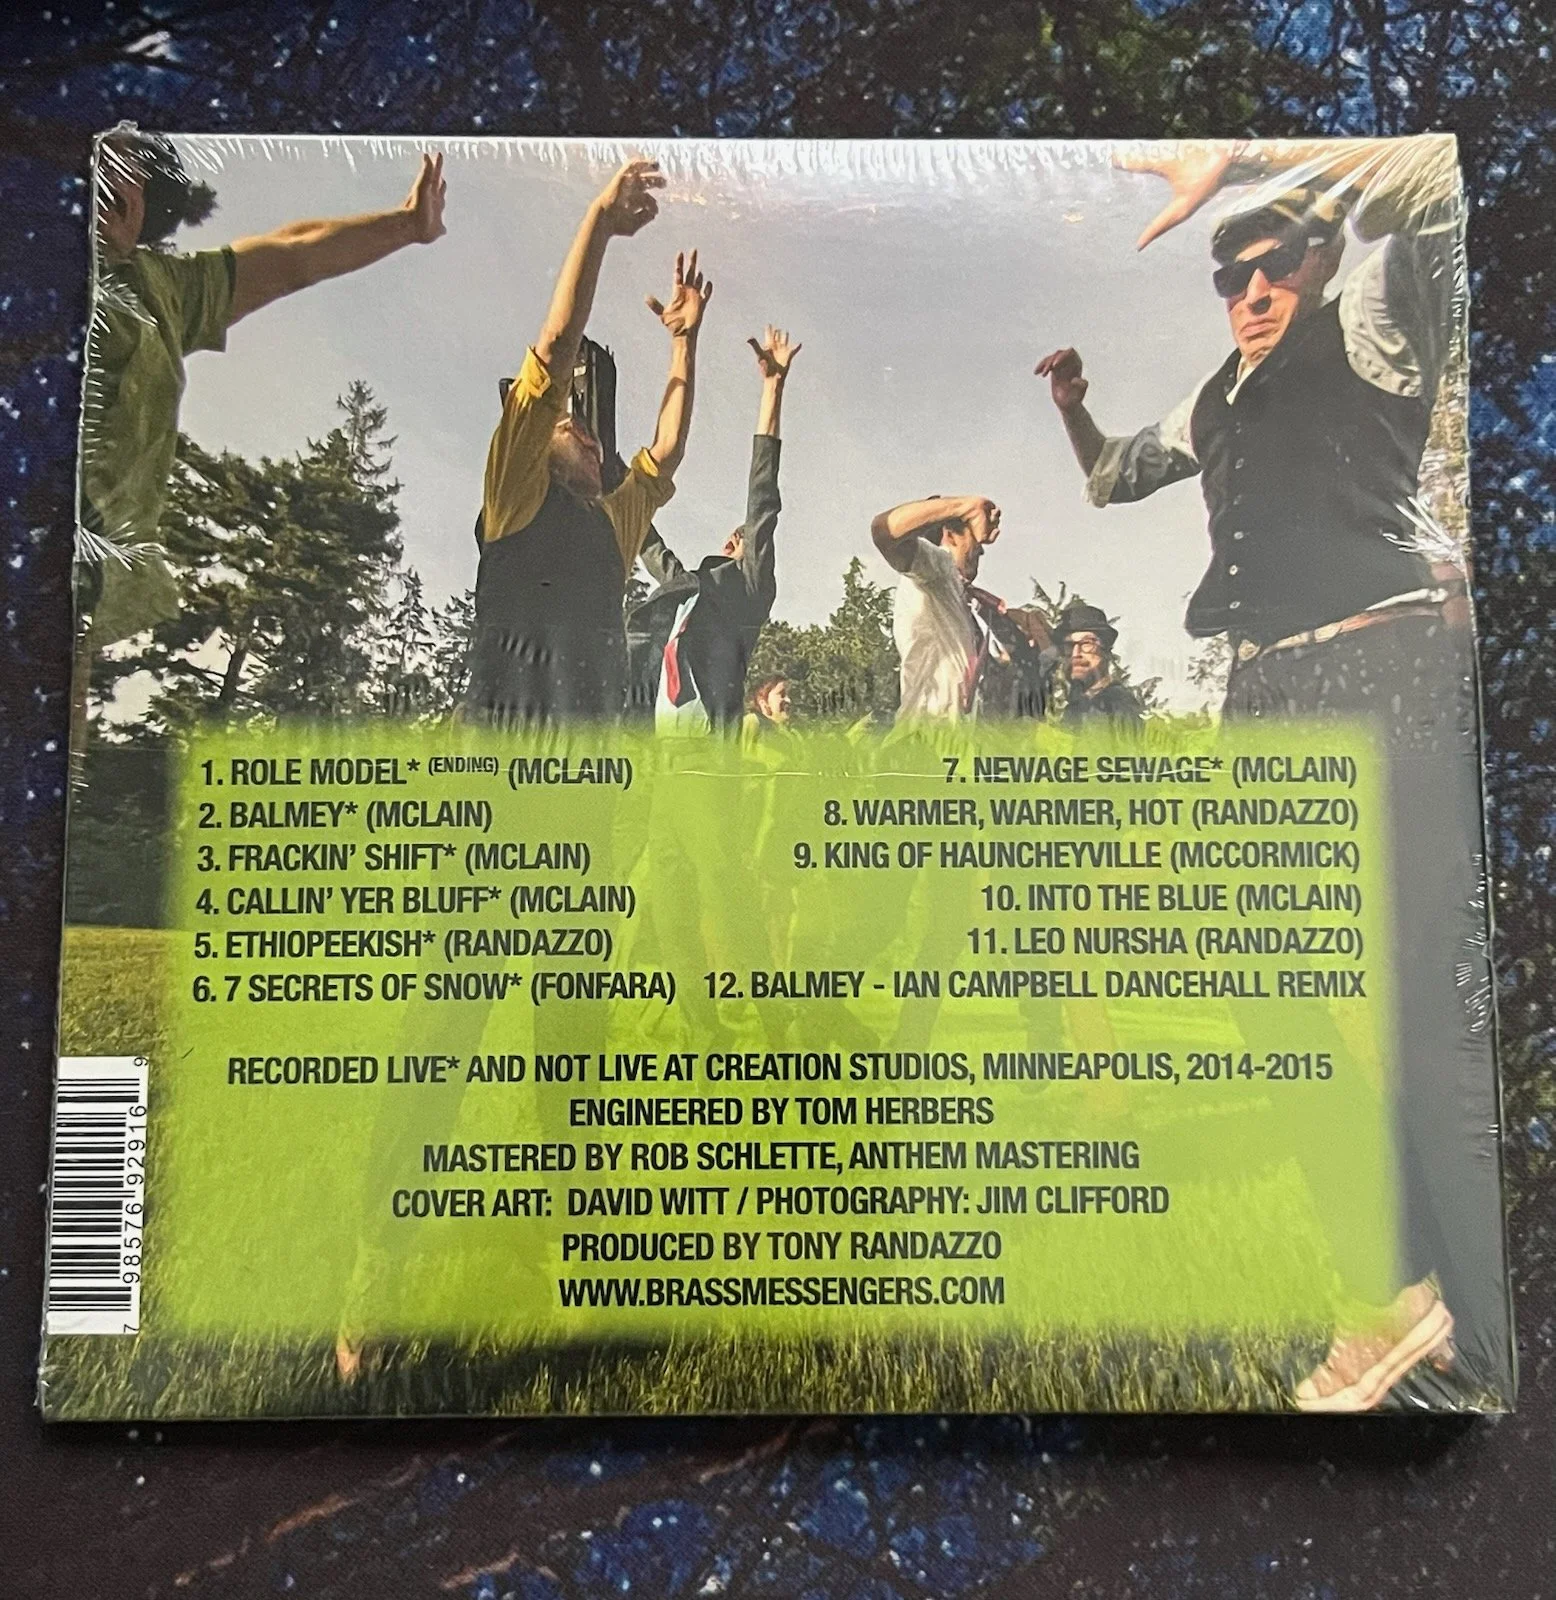 1. ROLE MODEL* (ENDING) (MCLAIN)
2. BALMEY* (MCLAIN)
3. FRACKIN' SHIFT* (MCLAIN)
4. CALLIN' YER BLUFF* (MCLAIN)
5. ETHIOPEEKISH* (RANDAZZO)
6. 7 SECRETS OF SNOW* (FONFARA)
7. NEWAGE SEWAGE* (MCLAIN)
8. WARMER, WARMER, HOT (RANDAZZO)
9. KING OF HAUNCHEYVILLE (MCCORMICK)
10. INTO THE BLUE (MCLAIN)
11. LEO NURSHA (RANDAZZO)
12. BALMEY - IAN CAMPBELL DANCEHALL REMIX
RECORDED LIVE* AND NOT LIVE AT CREATION STUDIOS, MINNEAPOLIS, 2014-2015
ENGINEERED BY TOM HERBERS
MASTERED BY ROB SCHLETTE, ANTHEM MASTERING
COVER ART: DAVID WITT / PHOTOGRAPHY: JIM CLIFFORD
PRODUCED BY TONY RANDAZZO
WWW.BRASSMESSENGERS.COM
7 98576 92916 9